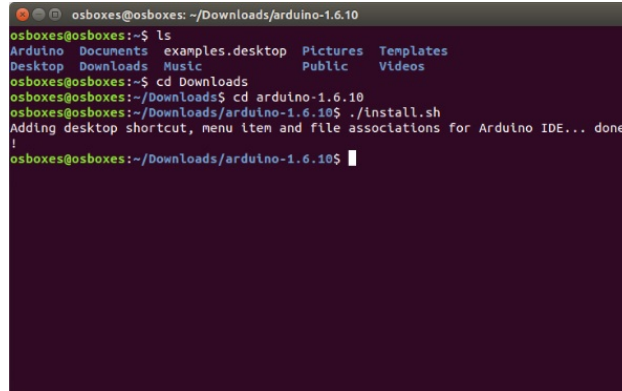 osboxes@osboxes: ~/Downloads/arduino-1.6.10
osboxes@osboxes:~$ ls
Arduino Documents examples.desktop Pictures Templates
Desktop Downloads Music Public Videos
osboxes@osboxes:~$ cd Downloads
osboxes@osboxes:~/Downloads$ cd arduino-1.6.10
osboxes@osboxes:~/Downloads/arduino-1.6.10$ ./install.sh
Adding desktop shortcut, menu item and file associations for Arduino IDE... done
!
osboxes@osboxes:~/Downloads/arduino-1.6.10$